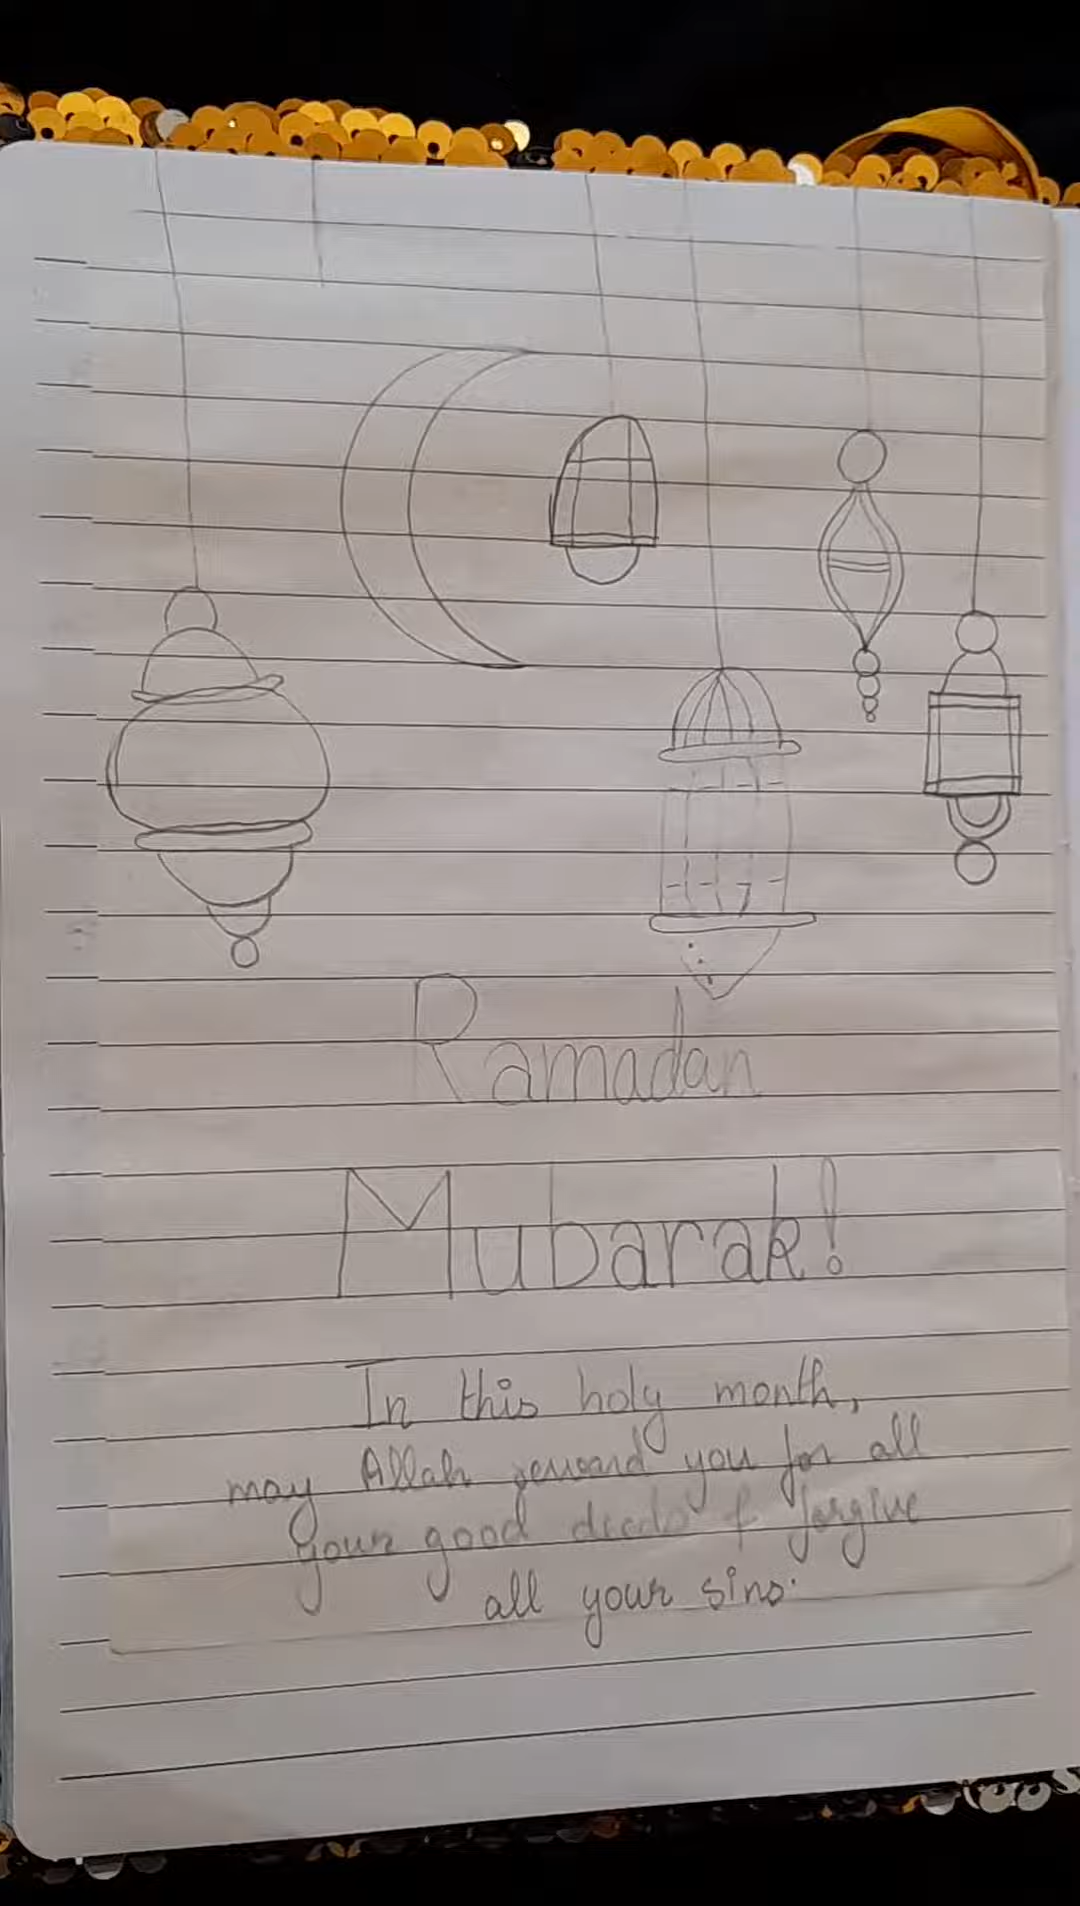 Ramadan
Mubarak!
In this holy month,
may Allah reward you for all
your good deeds & forgive
all your sins.